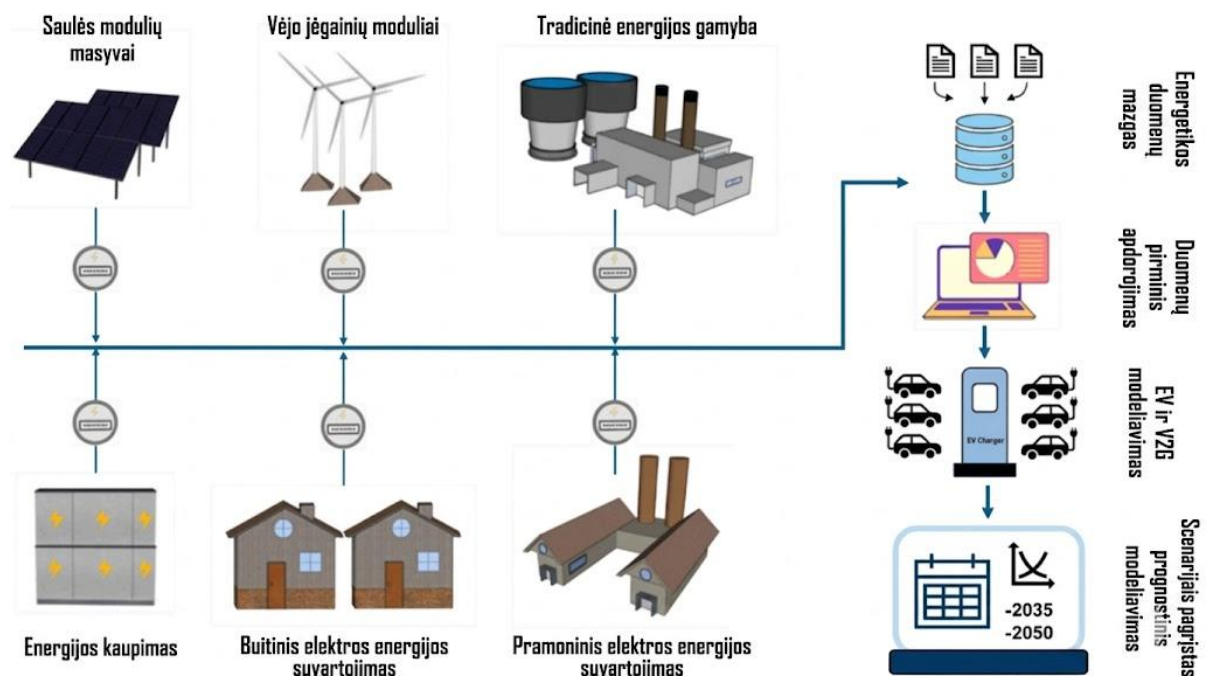 Saulės modulių
masyvai
Vėjo jėgainių moduliai
Tradicinė energijos gamyba
Energetikos
duomenų
mazgas
Duomenų
pirminis
apdorojimas
EV ir V2G
modeliavimas
EV Charger
Scenarijais pagrįstas
prognostinis
modeliavimas
-2035
-2050
Energijos kaupimas
Buitinis elektros energijos
suvartojimas
Pramoninis elektros energijos
suvartojimas